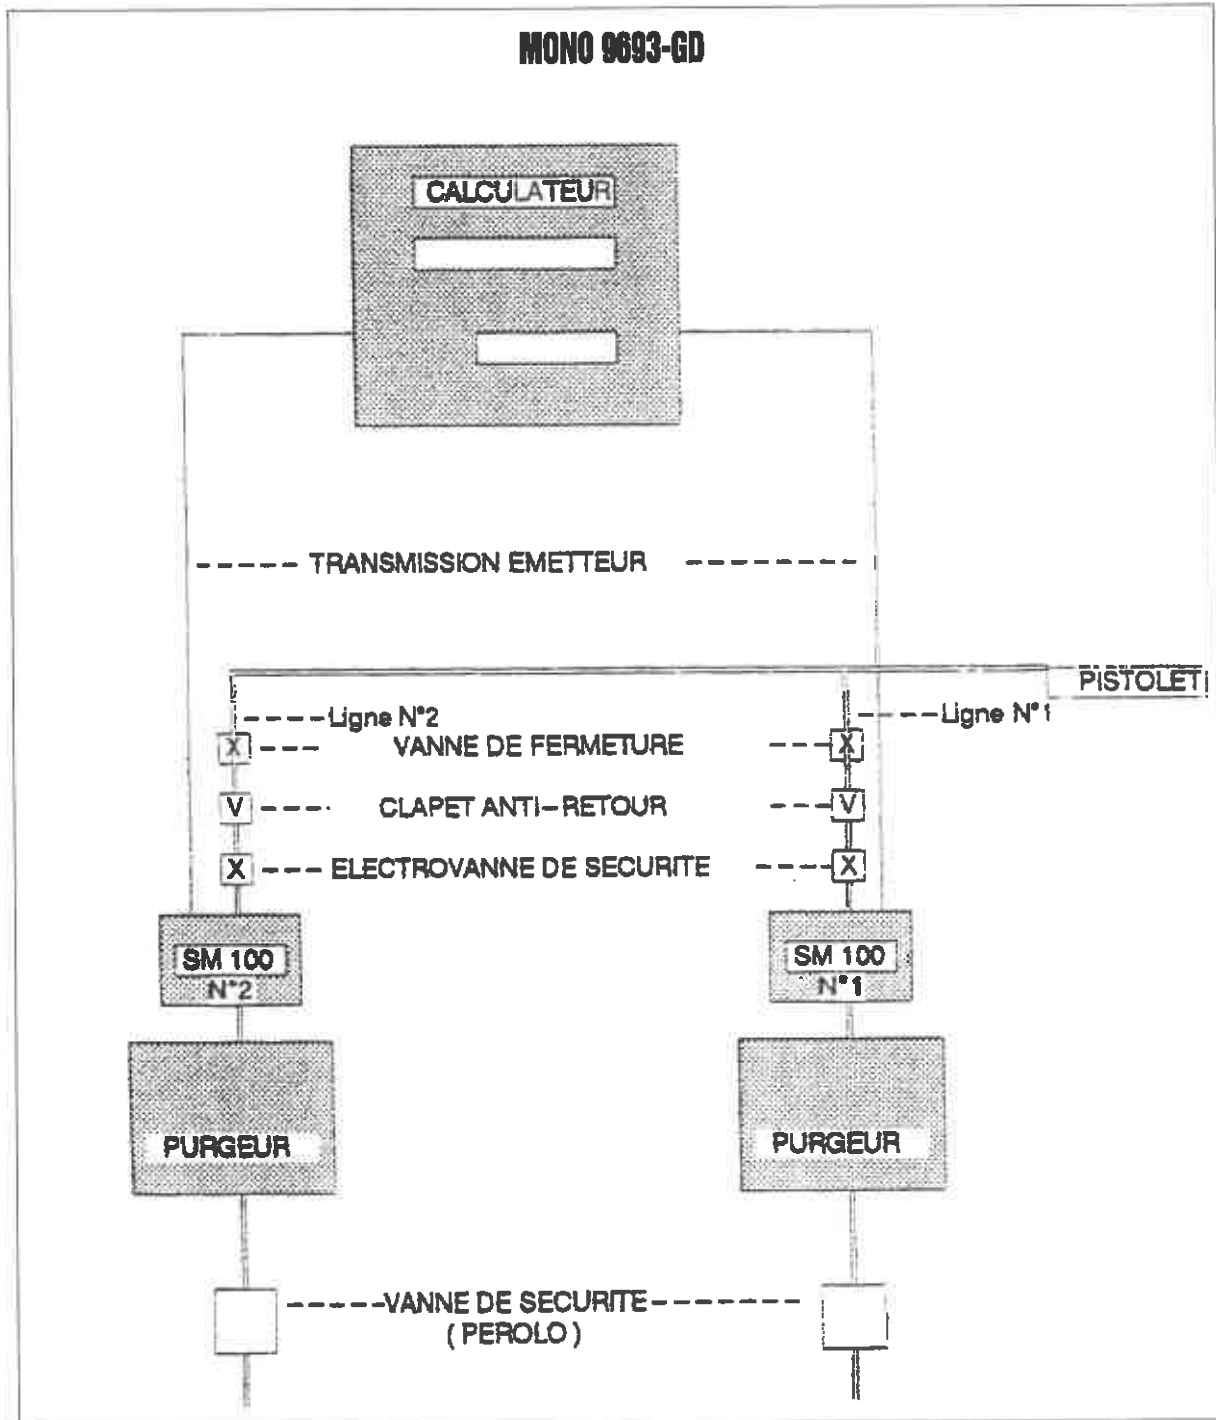 MONO 9693-GD
CALCULATEUR
TRANSMISSION EMETTEUR
PISTOLET
Ligne N°2
Ligne N°1
X VANNE DE FERMETURE X
V CLAPET ANTI-RETOUR V
X ELECTROVANNE DE SECURITE X
SM 100
N°2
SM 100
N°1
PURGEUR
PURGEUR
VANNE DE SECURITE
( PEROLO )